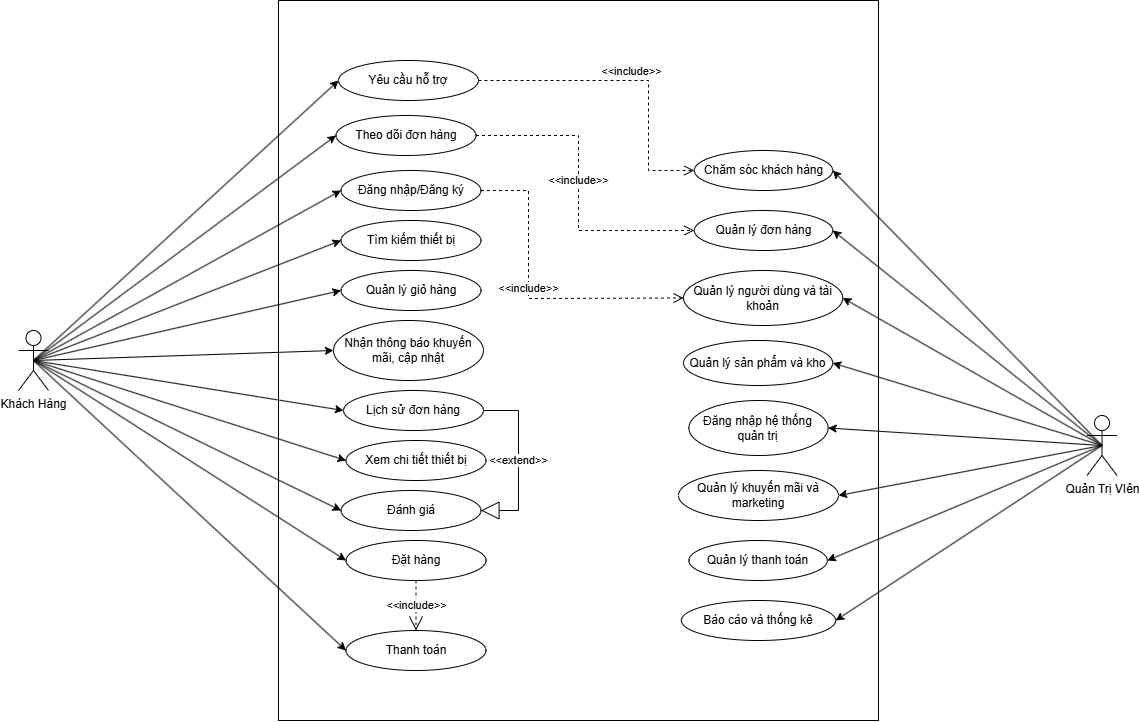 <<include>>
Yêu cầu hỗ trợ
Theo dõi đơn hàng
Chăm sóc khách hàng
<<include>>
Đăng nhập/Đăng ký
Quản lý đơn hàng
Tìm kiếm thiết bị
<<include>>
Quản lý giỏ hàng
Quản lý người dùng và tài
khoản
Nhận thông báo khuyến
mãi, cập nhật
Quản lý sản phẩm và kho
Khách Hàng
Lịch sử đơn hàng
Đăng nhập hệ thống
quản trị
Xem chi tiết thiết bị
<<extend>>
Quản lý khuyến mãi và
marketing
Quản Trị VIên
Đánh giá
Đặt hàng
Quản lý thanh toán
<<include>>
Báo cáo và thống kê
Thanh toán